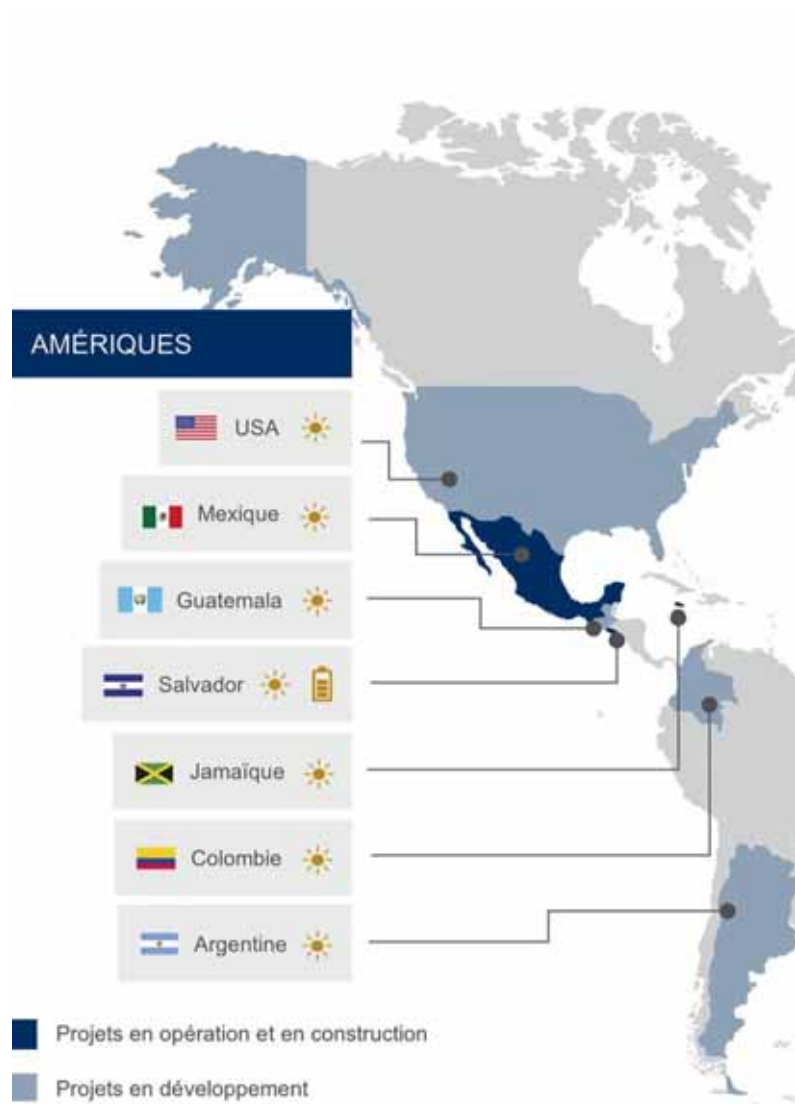 AMÉRIQUES
USA
Mexique
Guatemala
Salvador
Jamaïque
Colombie
Argentine
Projets en opération et en construction
Projets en développement